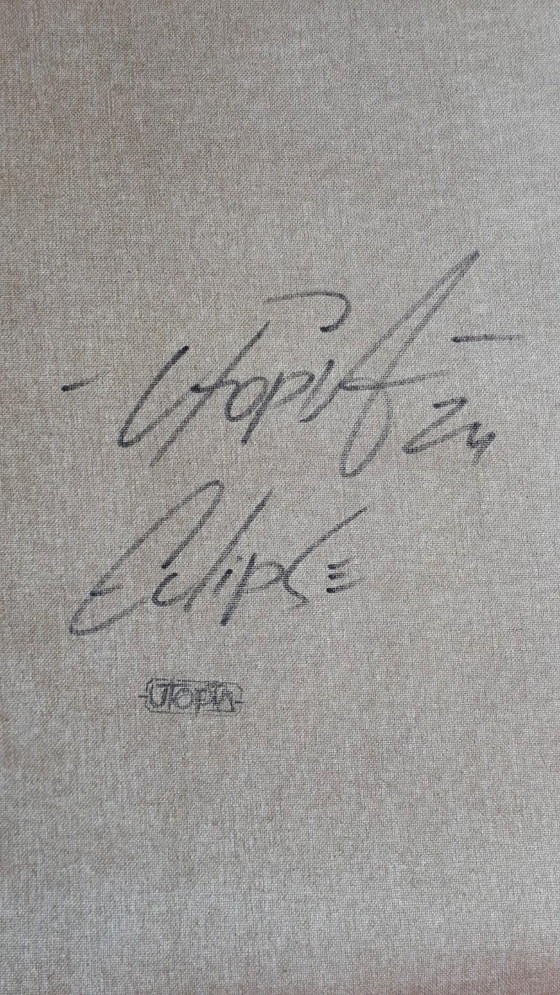 - Utopia -
24
Eclipse
-UTOPIA-